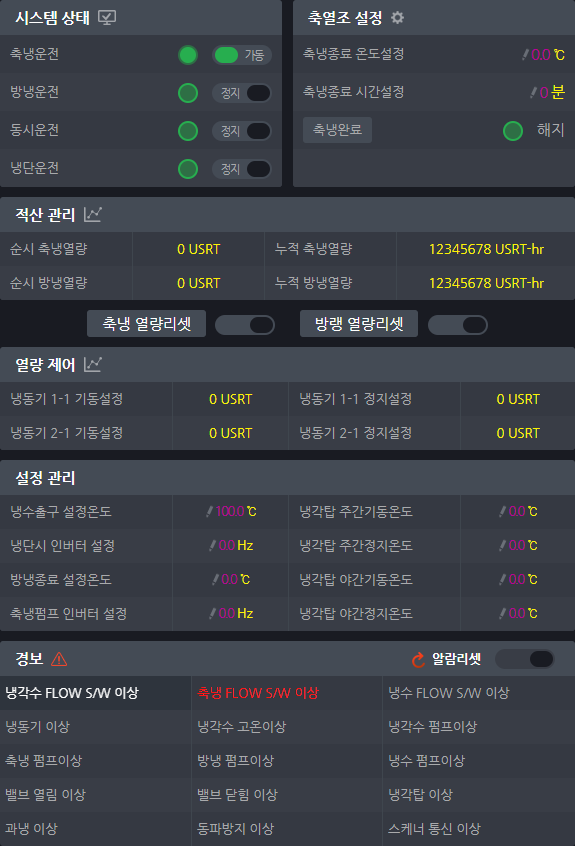 시스템 상태
축냉운전 가동
방냉운전 정지
동시운전 정지
냉단운전 정지
축열조 설정
축냉종료 온도설정 0.0 ℃
축냉종료 시간설정 0 분
축냉완료 해지
적산 관리
순시 축냉열량 0 USRT 누적 축냉열량 12345678 USRT-hr
순시 방냉열량 0 USRT 누적 방냉열량 12345678 USRT-hr
축냉 열량리셋 방랭 열량리셋
열량 제어
냉동기 1-1 기동설정 0 USRT 냉동기 1-1 정지설정 0 USRT
냉동기 2-1 기동설정 0 USRT 냉동기 2-1 정지설정 0 USRT
설정 관리
냉수출구 설정온도 100.0 ℃ 냉각탑 주간기동온도 0.0 ℃
냉단시 인버터 설정 0.0 Hz 냉각탑 주간정지온도 0.0 ℃
방냉종료 설정온도 0.0 ℃ 냉각탑 야간기동온도 0.0 ℃
축냉펌프 인버터 설정 0.0 Hz 냉각탑 야간정지온도 0.0 ℃
경보 알람리셋
냉각수 FLOW S/W 이상 축냉 FLOW S/W 이상 냉수 FLOW S/W 이상
냉동기 이상 냉각수 고온이상 냉각수 펌프이상
축냉 펌프이상 방냉 펌프이상 냉수 펌프이상
밸브 열림 이상 밸브 닫힘 이상 냉각탑 이상
과냉 이상 동파방지 이상 스케너 통신 이상